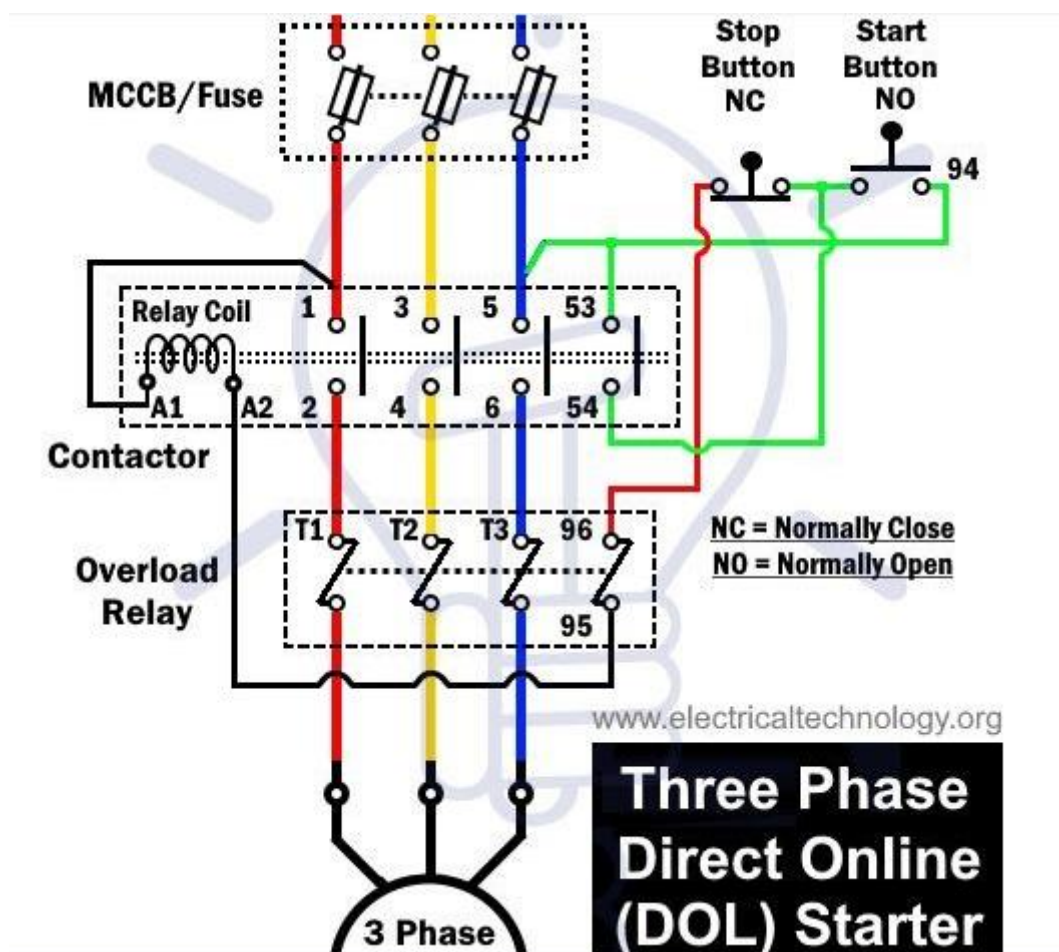 Stop
Button
NC
Start
Button
NO
MCCB/Fuse
94
Relay Coil
1
3
5
53
A1
A2
2
4
6
54
Contactor
T1
T2
T3
96
NC = Normally Close
NO = Normally Open
Overload
Relay
95
www.electricaltechnology.org
Three Phase
Direct Online
(DOL) Starter
3 Phase